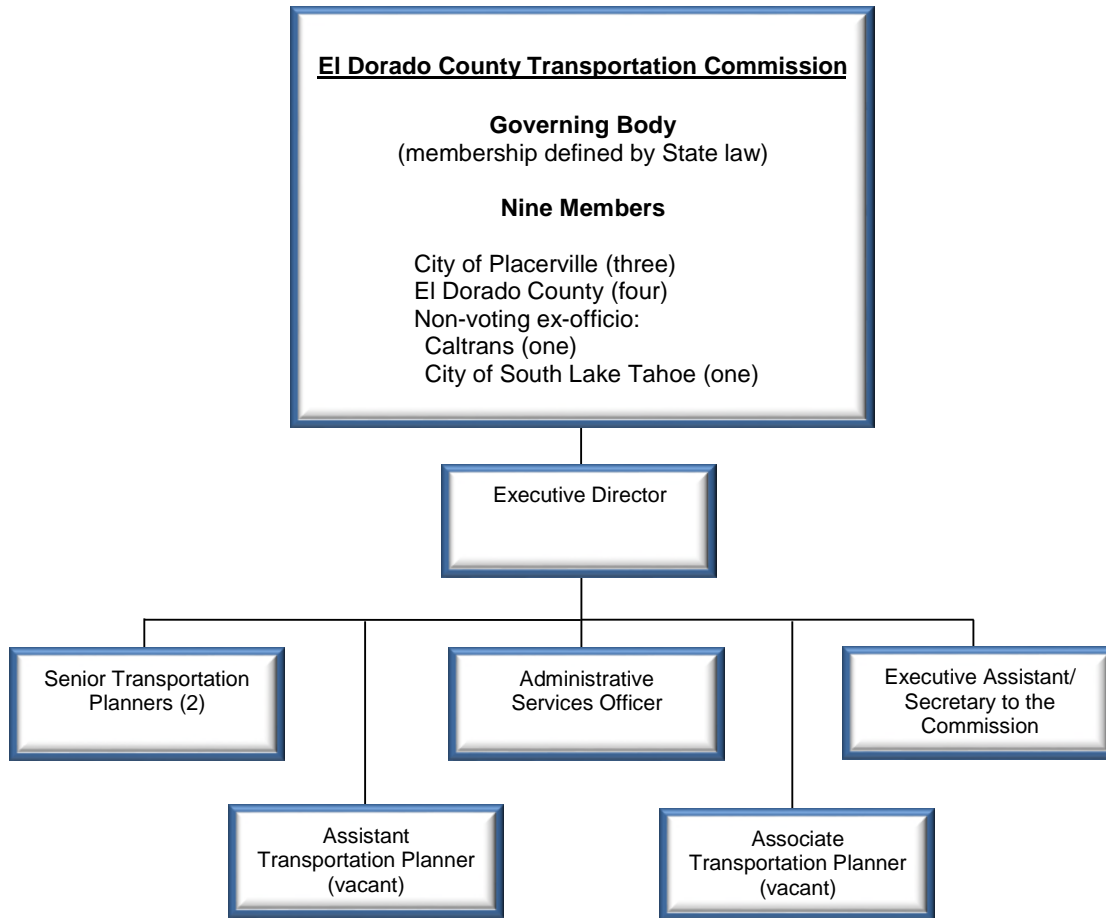 El Dorado County Transportation Commission
Governing Body
(membership defined by State law)
Nine Members
City of Placerville (three)
El Dorado County (four)
Non-voting ex-officio:
Caltrans (one)
City of South Lake Tahoe (one)
Executive Director
Senior Transportation
Planners (2)
Administrative
Services Officer
Executive Assistant/
Secretary to the
Commission
Assistant
Transportation Planner
(vacant)
Associate
Transportation Planner
(vacant)